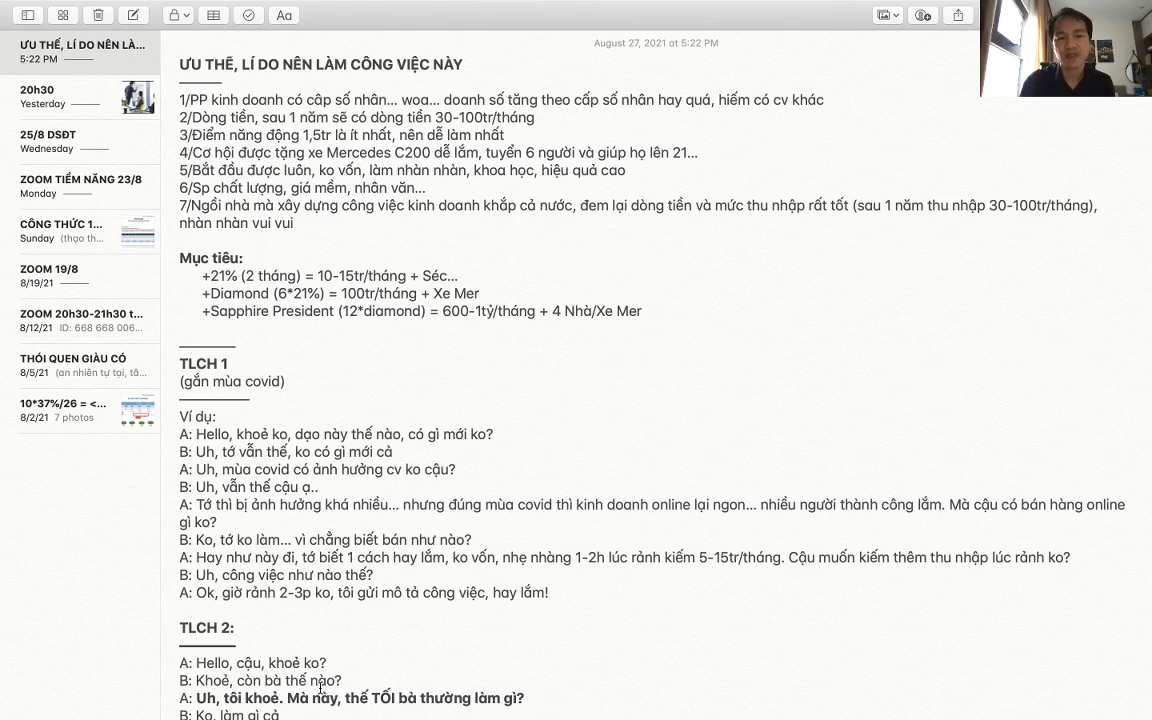 Aa
August 27, 2021 at 5:22 PM
ƯU THẾ, LÍ DO NÊN LÀ...
5:22 PM
20h30
Yesterday
25/8 DSĐT
Wednesday
ZOOM TIỀM NĂNG 23/8
Monday
CÔNG THỨC 1...
Sunday (thạo th...
ZOOM 19/8
8/19/21
ZOOM 20h30-21h30 t...
8/12/21 ID: 668 668 006...
THÓI QUEN GIÀU CÓ
8/5/21 (an nhiên tự tại, tâ...
10*37%/26 = <...
8/2/21 7 photos
ƯU THẾ, LÍ DO NÊN LÀM CÔNG VIỆC NÀY
1/PP kinh doanh có câp số nhân... woa... doanh số tăng theo cấp số nhân hay quá, hiếm có cv khác
2/Dòng tiền, sau 1 năm sẽ có dòng tiền 30-100tr/tháng
3/Điểm năng động 1,5tr là ít nhất, nên dễ làm nhất
4/Cơ hội được tặng xe Mercedes C200 dễ lắm, tuyển 6 người và giúp họ lên 21...
5/Bắt đầu được luôn, ko vốn, làm nhàn nhàn, khoa học, hiệu quả cao
6/Sp chất lượng, giá mềm, nhân văn...
7/Ngồi nhà mà xây dựng công việc kinh doanh khắp cả nước, đem lại dòng tiền và mức thu nhập rất tốt (sau 1 năm thu nhập 30-100tr/tháng),
nhàn nhàn vui vui
Mục tiêu:
+21% (2 tháng) = 10-15tr/tháng + Séc...
+Diamond (6*21%) = 100tr/tháng + Xe Mer
+Sapphire President (12*diamond) = 600-1tỷ/tháng + 4 Nhà/Xe Mer
TLCH 1
(gắn mùa covid)
Ví dụ:
A: Hello, khoẻ ko, dạo này thế nào, có gì mới ko?
B: Uh, tớ vẫn thế, ko có gì mới cả
A: Uh, mùa covid có ảnh hưởng cv ko cậu?
B: Uh, vẫn thế cậu ạ..
A: Tớ thì bị ảnh hưởng khá nhiều... nhưng đúng mùa covid thì kinh doanh online lại ngon... nhiều người thành công lắm. Mà cậu có bán hàng online
gì ko?
B: Ko, tớ ko làm... vì chẳng biết bán như nào?
A: Hay như này đi, tớ biết 1 cách hay lắm, ko vốn, nhẹ nhàng 1-2h lúc rảnh kiếm 5-15tr/tháng. Cậu muốn kiếm thêm thu nhập lúc rảnh ko?
B: Uh, công việc như nào thế?
A: Ok, giờ rảnh 2-3p ko, tôi gửi mô tả công việc, hay lắm!
TLCH 2:
A: Hello, cậu, khoẻ ko?
B: Khoẻ, còn bà thế nào?
A: Uh, tôi khoẻ. Mà này, thế TỐI bà thường làm gì?
B: Ko, làm gì cả